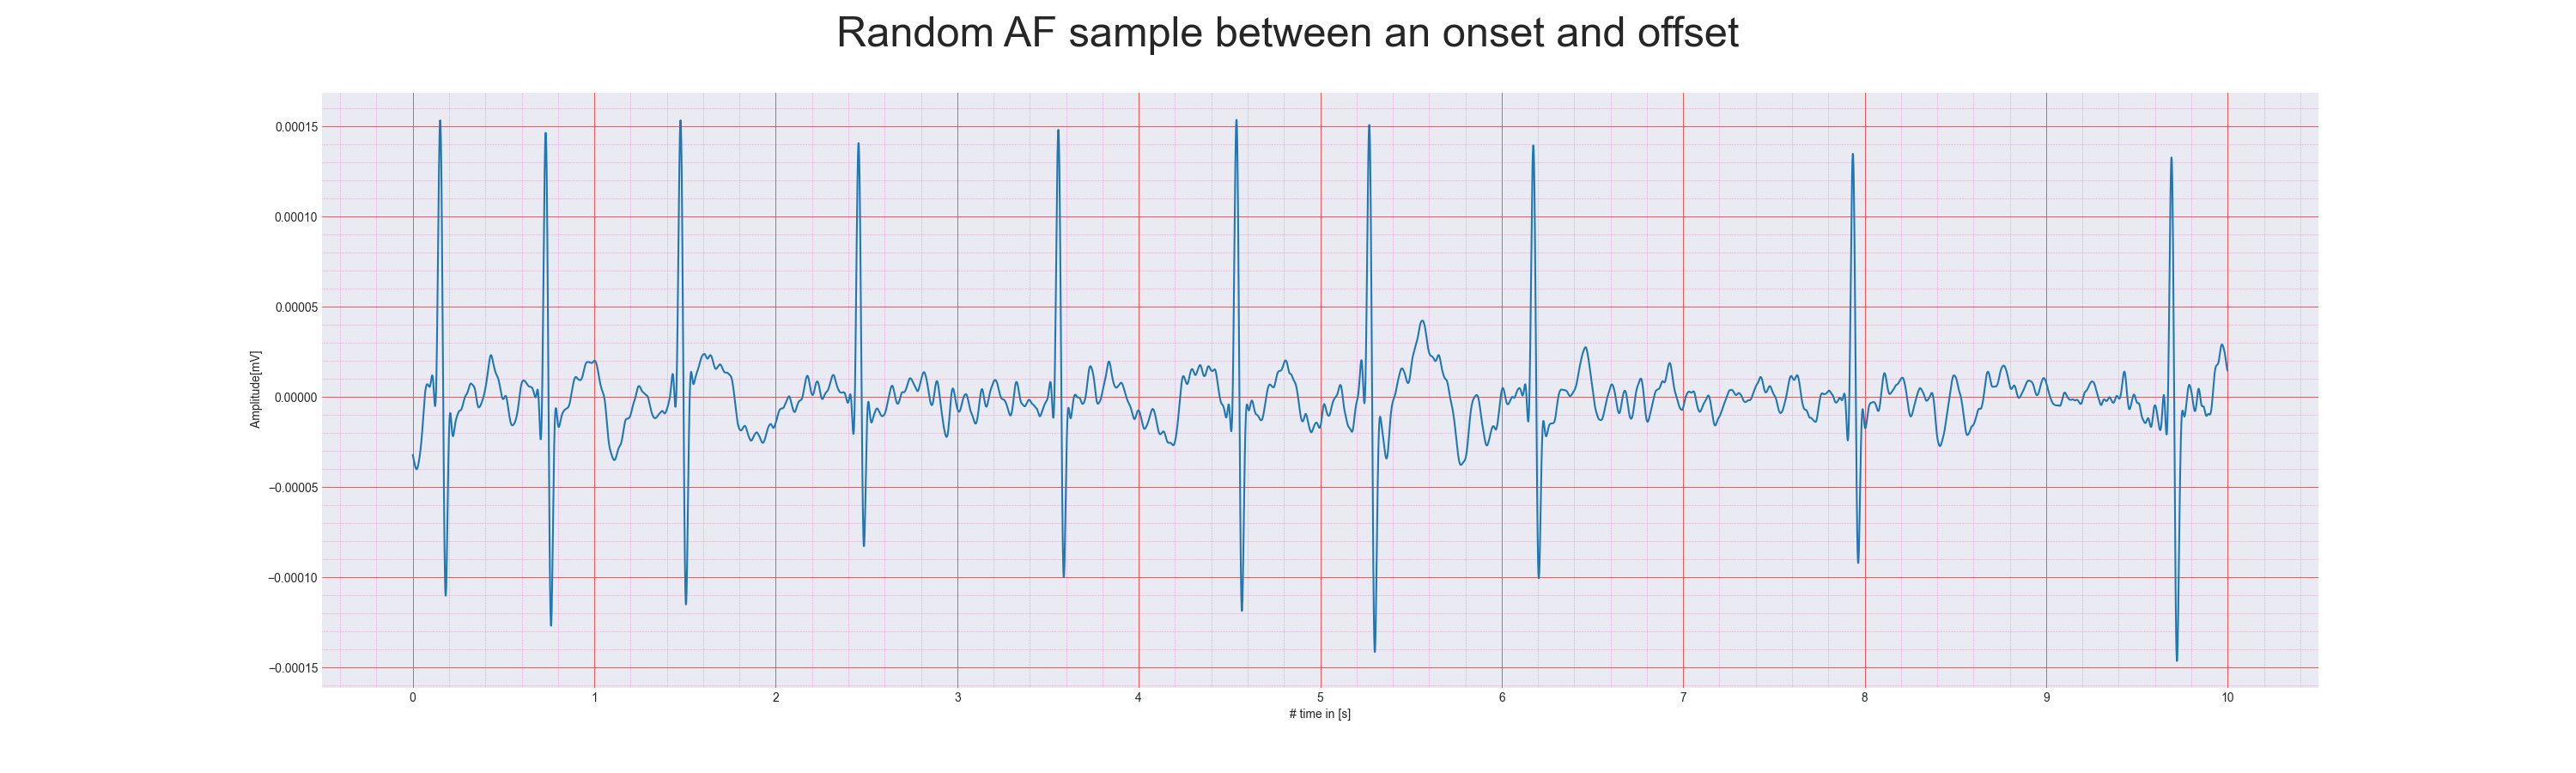 Random AF sample between an onset and offset
0.00015
0.00010
0.00005
0.00000
−0.00005
−0.00010
−0.00015
Amplitude[mV]
0 1 2 3 4 5 6 7 8 9 10
# time in [s]